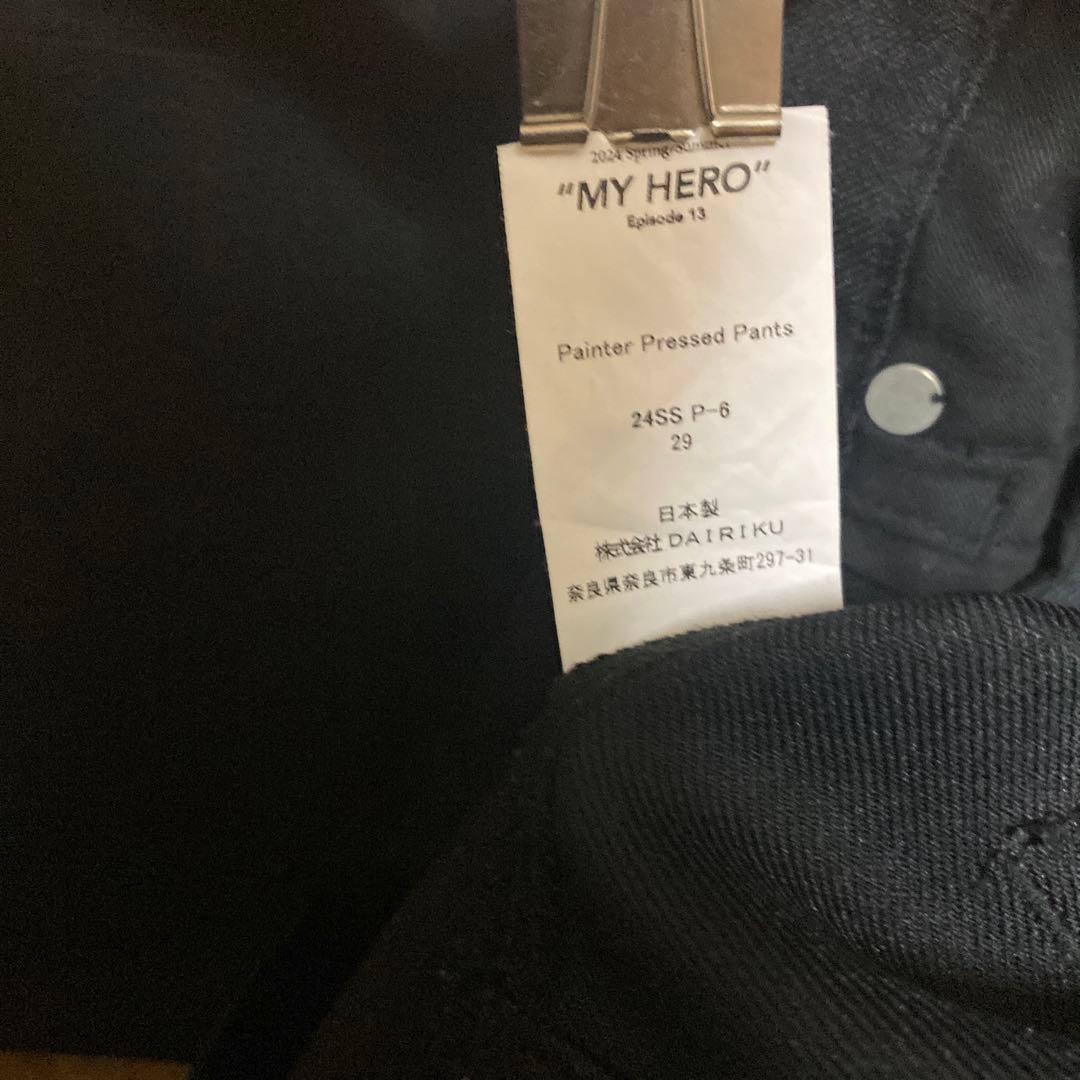 2024 Spring/Summer
"MY HERO"
Episode 13
Painter Pressed Pants
24SS P-6
29
日本製
株式会社 DAIRIKU
奈良県奈良市東九条町297-31